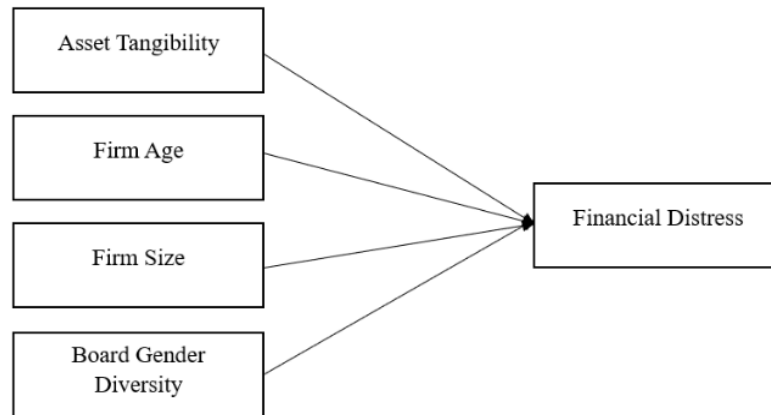 Asset Tangibility
Firm Age
Firm Size
Board Gender
Diversity
Financial Distress